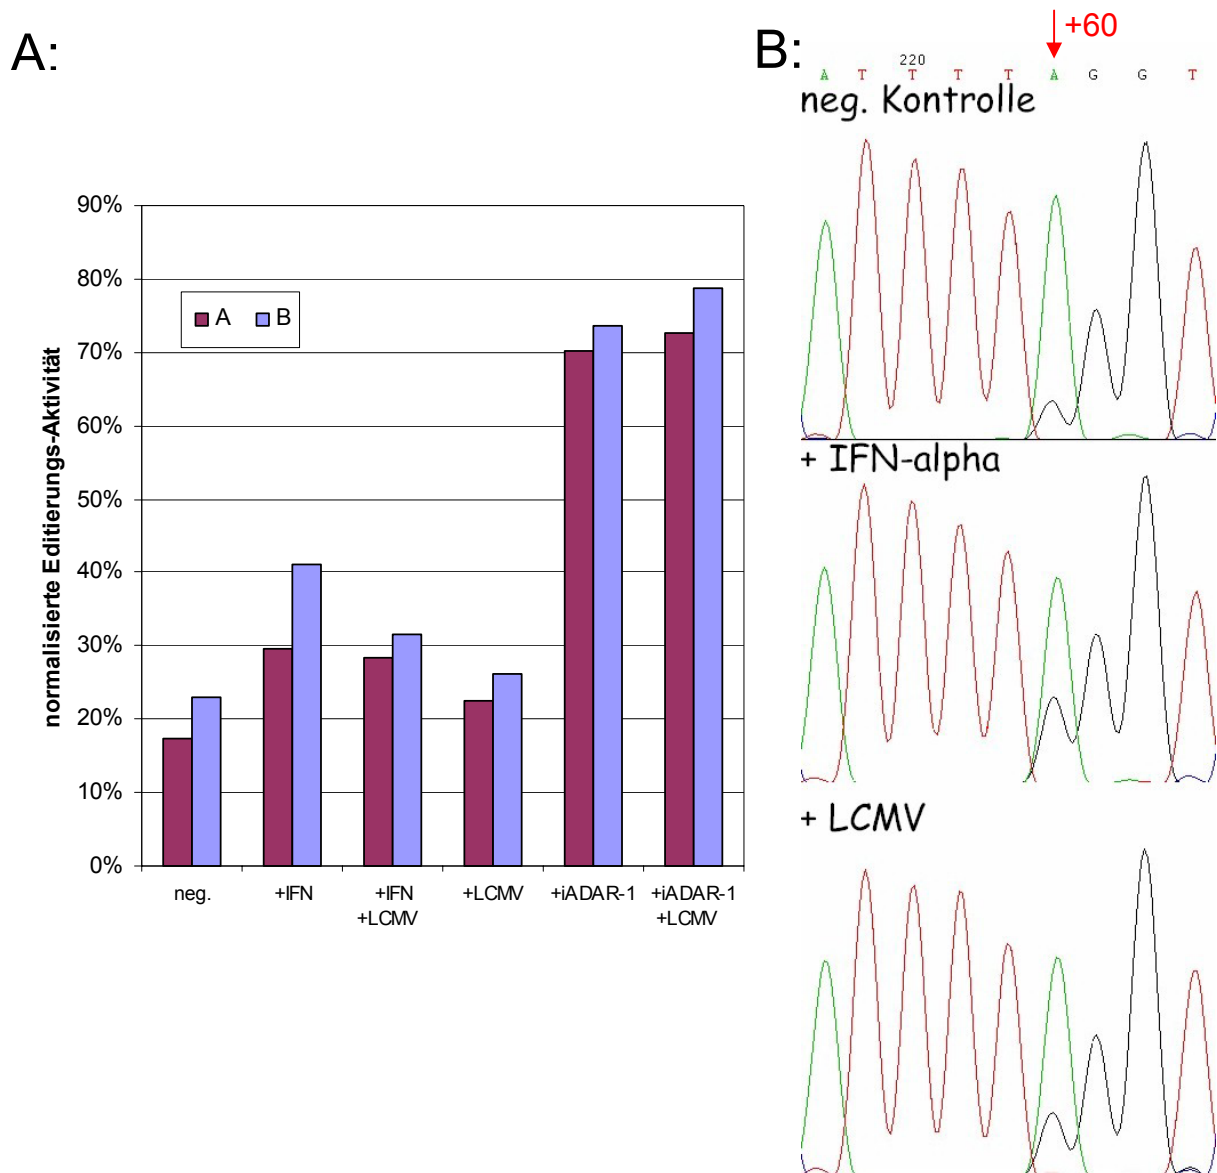 A:
90%
80%
70%
60%
50%
40%
30%
20%
10%
0%
normalisierte Editierungs-Aktivität
A B
neg. +IFN +IFN +LCMV +iADAR-1 +iADAR-1
+LCMV +LCMV
B:
+60
220
A T T T T A G G T
neg. Kontrolle
+ IFN-alpha
+ LCMV